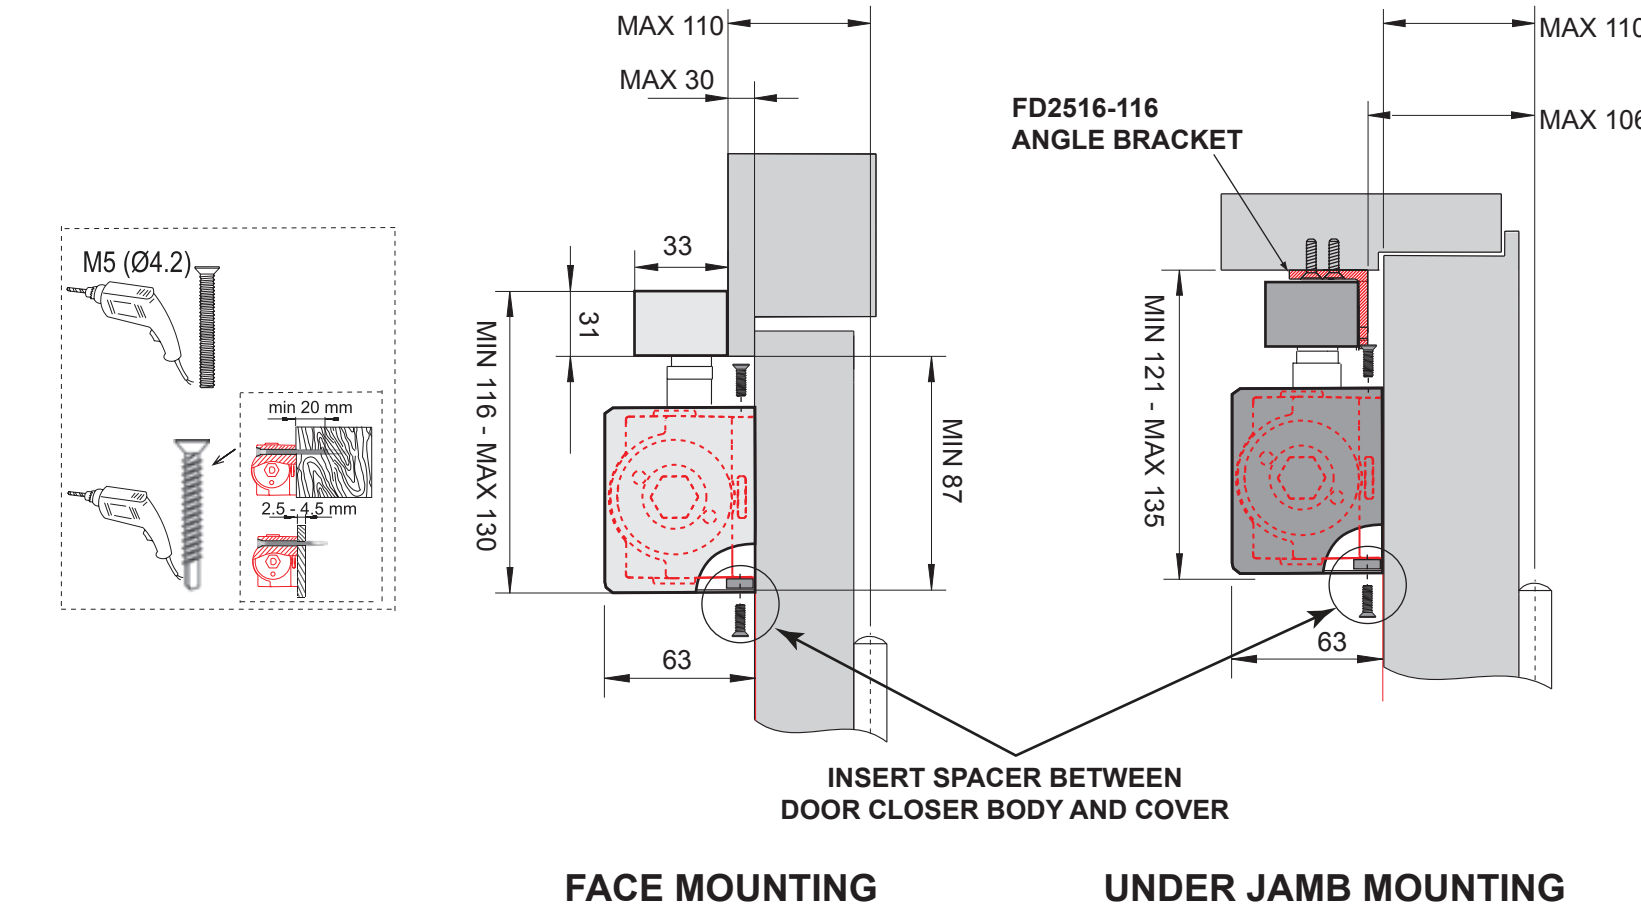 M5 (Ø4.2)
min 20 mm
2.5 - 4.5 mm
MAX 110
MAX 30
33
31
MIN 116 - MAX 130
MIN 87
63
FD2516-116
ANGLE BRACKET
MAX 110
MAX 106
MIN 121 - MAX 135
63
INSERT SPACER BETWEEN
DOOR CLOSER BODY AND COVER
FACE MOUNTING
UNDER JAMB MOUNTING